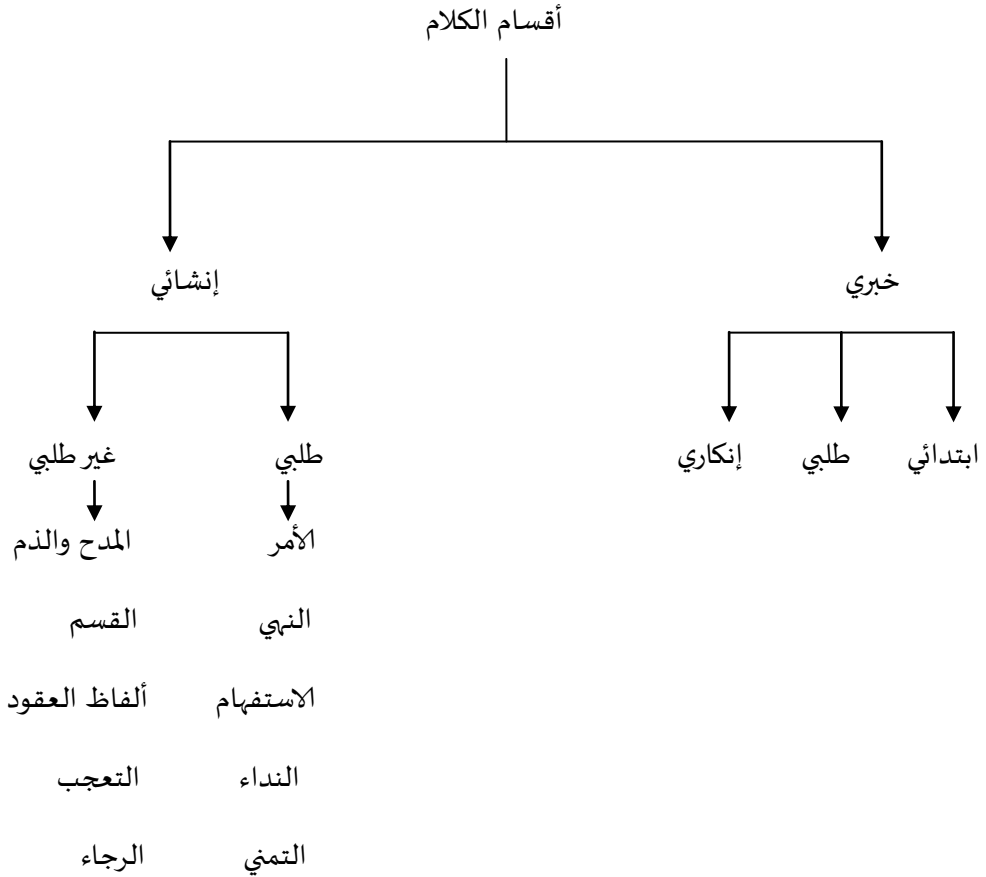 أقسام الكلام
خبري إنشائي
ابتدائي طلبي إنكاري طلبي غير طلبي
الأمر المدح والذم
النهي القسم
الاستفهام ألفاظ العقود
النداء التعجب
التمني الرجاء